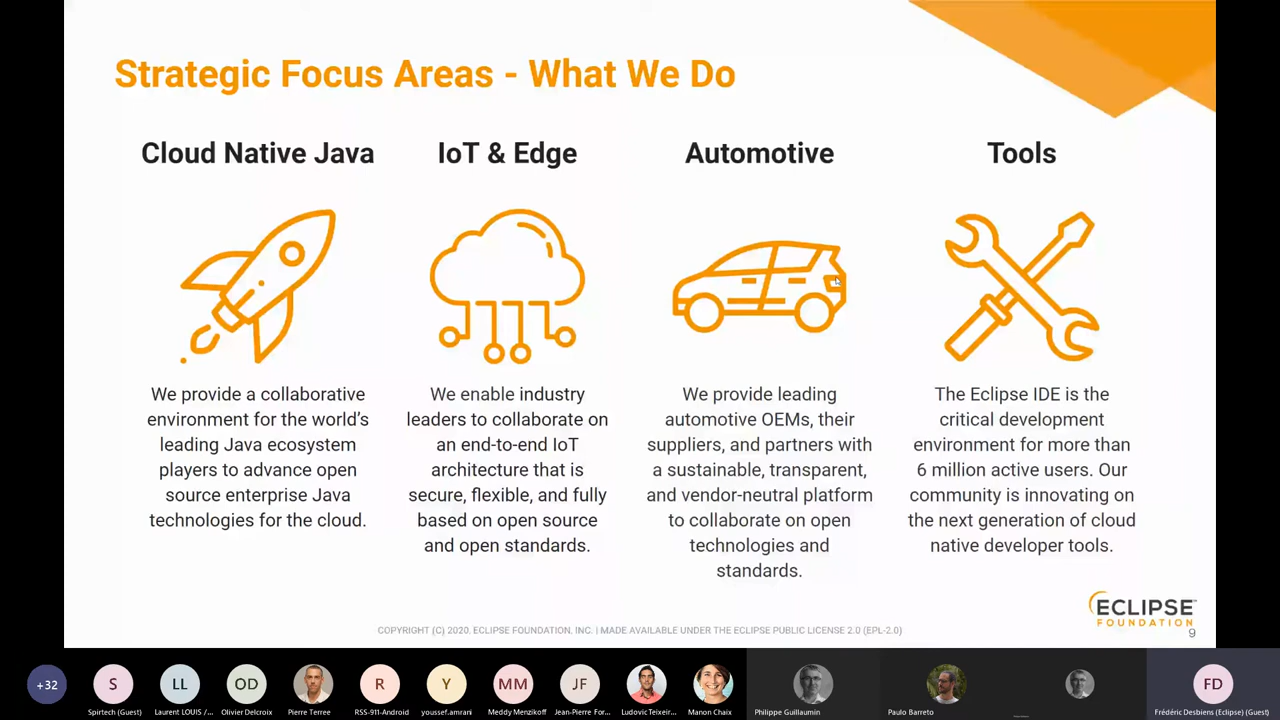 Strategic Focus Areas - What We Do
Cloud Native Java
We provide a collaborative
environment for the world's
leading Java ecosystem
players to advance open
source enterprise Java
technologies for the cloud.
IoT & Edge
We enable industry
leaders to collaborate on
an end-to-end IoT
architecture that is
secure, flexible, and fully
based on open source
and open standards.
Automotive
We provide leading
automotive OEMs, their
suppliers, and partners with
a sustainable, transparent,
and vendor-neutral platform
to collaborate on open
technologies and
standards.
Tools
The Eclipse IDE is the
critical development
environment for more than
6 million active users. Our
community is innovating on
the next generation of cloud
native developer tools.
ECLIPSE
FOUNDATION
COPYRIGHT (C) 2020, ECLIPSE FOUNDATION, INC. | MADE AVAILABLE UNDER THE ECLIPSE PUBLIC LICENSE 2.0 (EPL-2.0)
9
+32
S
LL
OD
R
Y
MM
JF
FD
Spirtech (Guest)
Laurent LOUIS /...
Olivier Delcroix
Pierre Terree
RSS-911-Android
youssef.amrani
Meddy Menzikoff
Jean-Pierre For...
Ludovic Teixeir...
Manon Chaix
Philippe Guillaumin
Paulo Barreto
Frédéric Desbiens (Eclipse) (Guest)